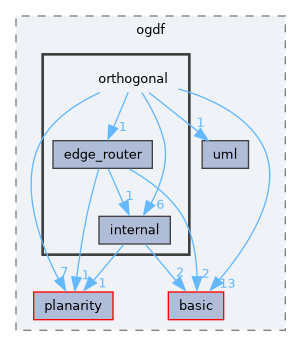 ogdf
orthogonal
1
1
edge_router
uml
1
6
internal
7
1
1
2
2
13
planarity
basic